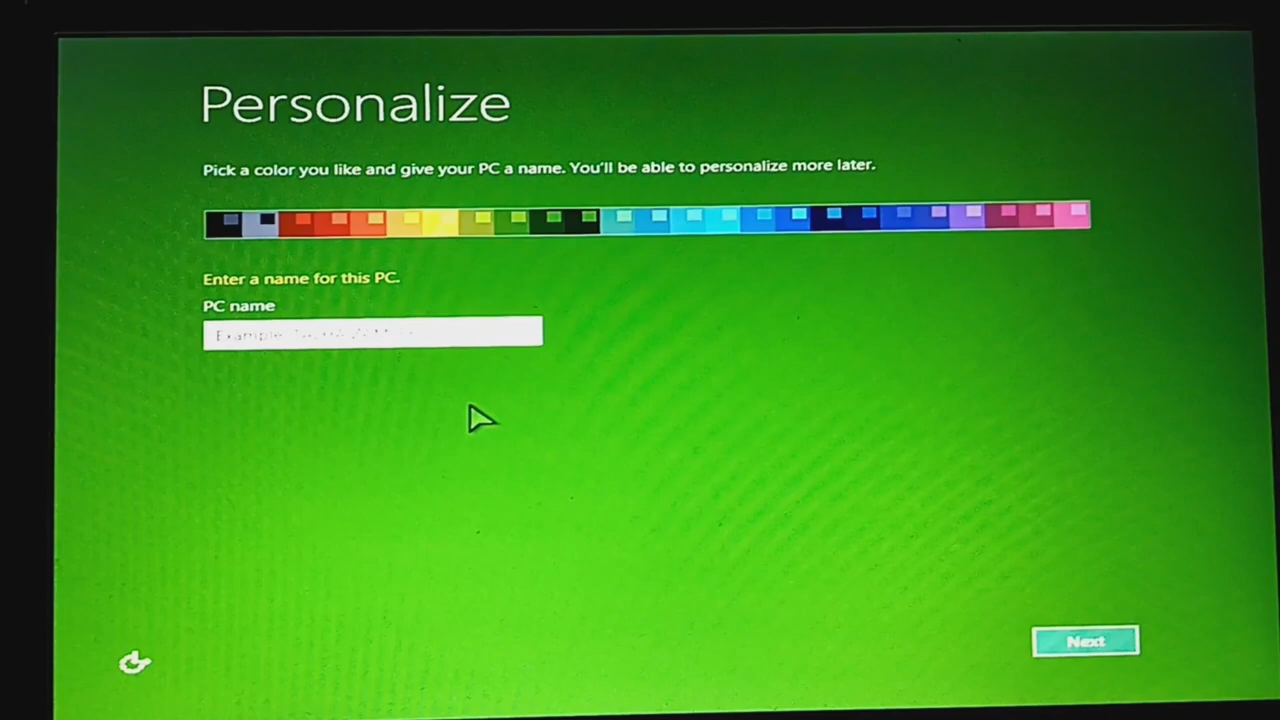 Personalize
Pick a color you like and give your PC a name. You'll be able to personalize more later.
Enter a name for this PC.
PC name
Example:
Next